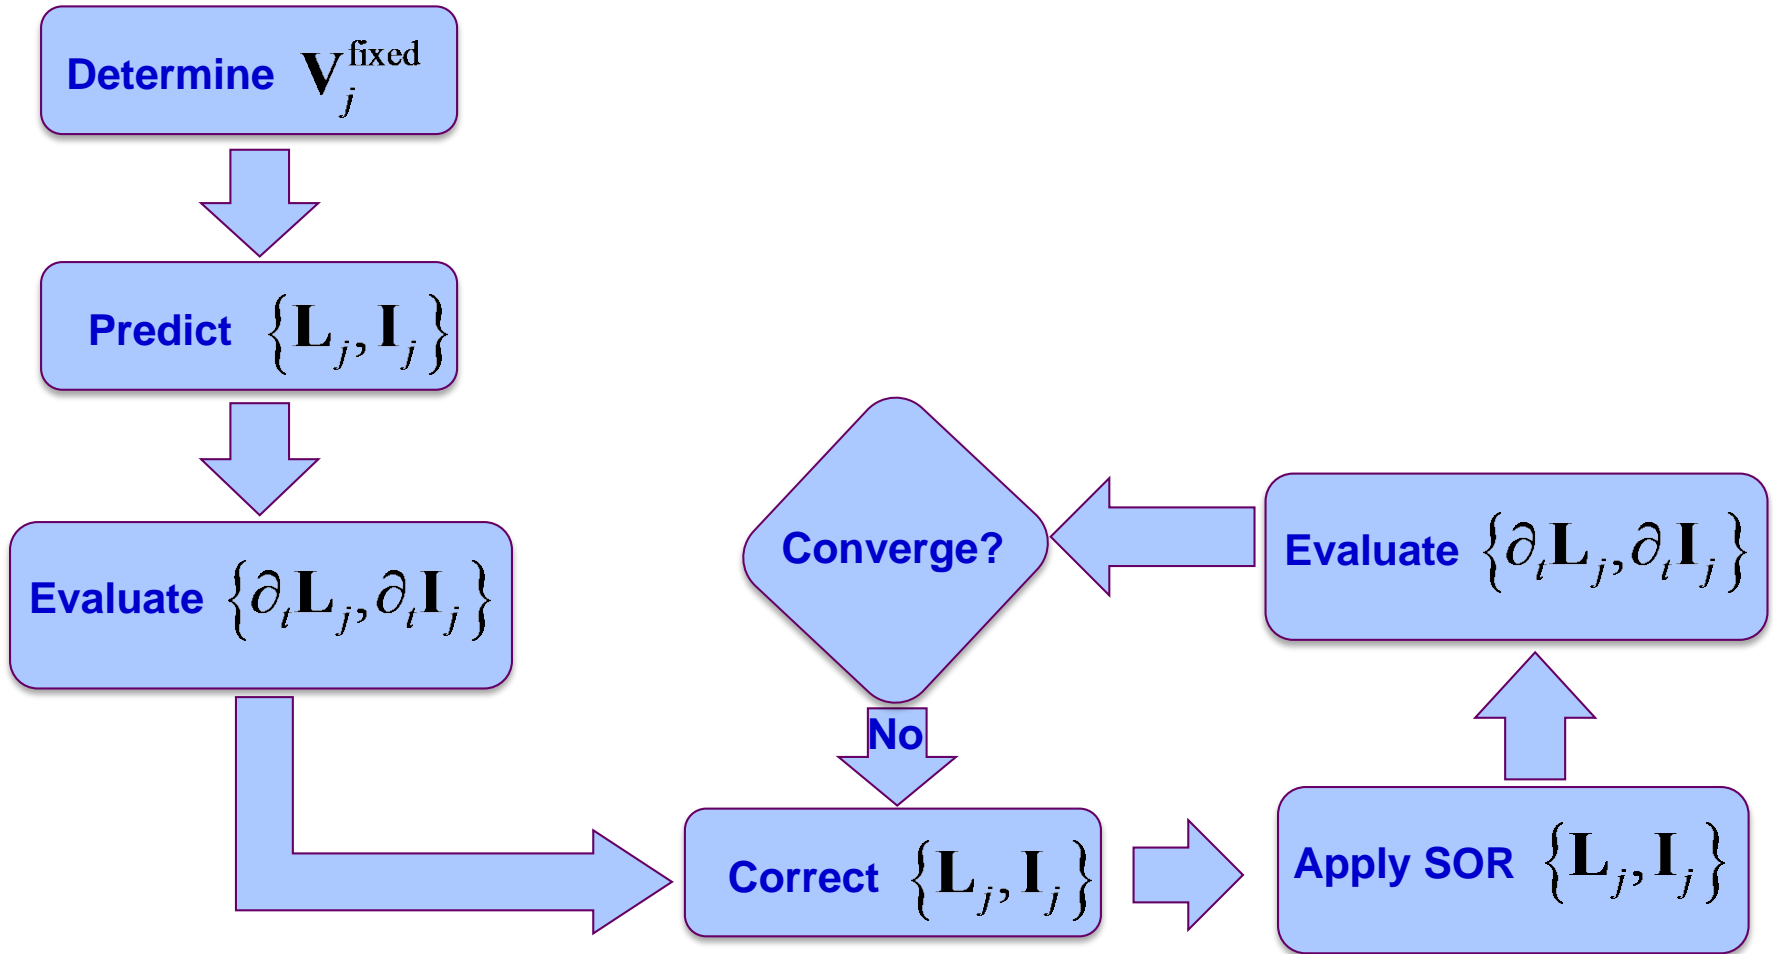 Determine V_j^fixed
Predict {L_j, I_j}
Evaluate {∂_t L_j, ∂_t I_j}
Converge?
No
Correct {L_j, I_j}
Apply SOR {L_j, I_j}
Evaluate {∂_t L_j, ∂_t I_j}